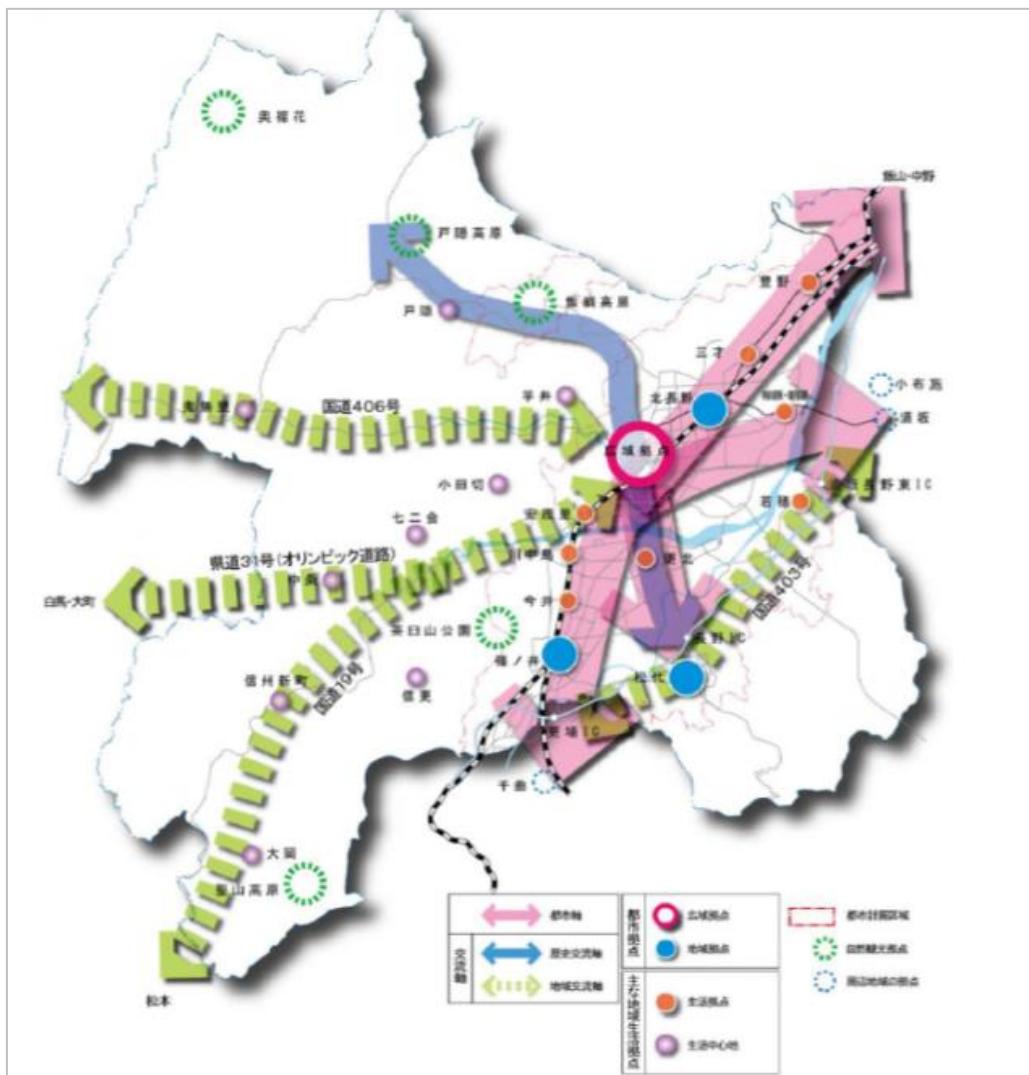 奥裾花
飯山・中野
戸隠高原
豊野
飯綱高原
戸隠
三才
小布施
芋井
北長野
国道406号
鬼無里
須坂
広域拠点
小田切
須坂長野東IC
若穂
安茂里
七二会
川中島
更北
県道31号(オリンピック道路)
中条
国道403号
白馬・大町
今井
茶臼山公園
長野IC
篠ノ井
松代
信更
信州新町
国道19号
更埴IC
千曲
大岡
聖山高原
松本
都市軸
交流軸
歴史交流軸
地域交流軸
都市拠点
広域拠点
地域拠点
主な地域生活拠点
生活拠点
生活中心地
都市計画区域
自然観光拠点
周辺地域の拠点